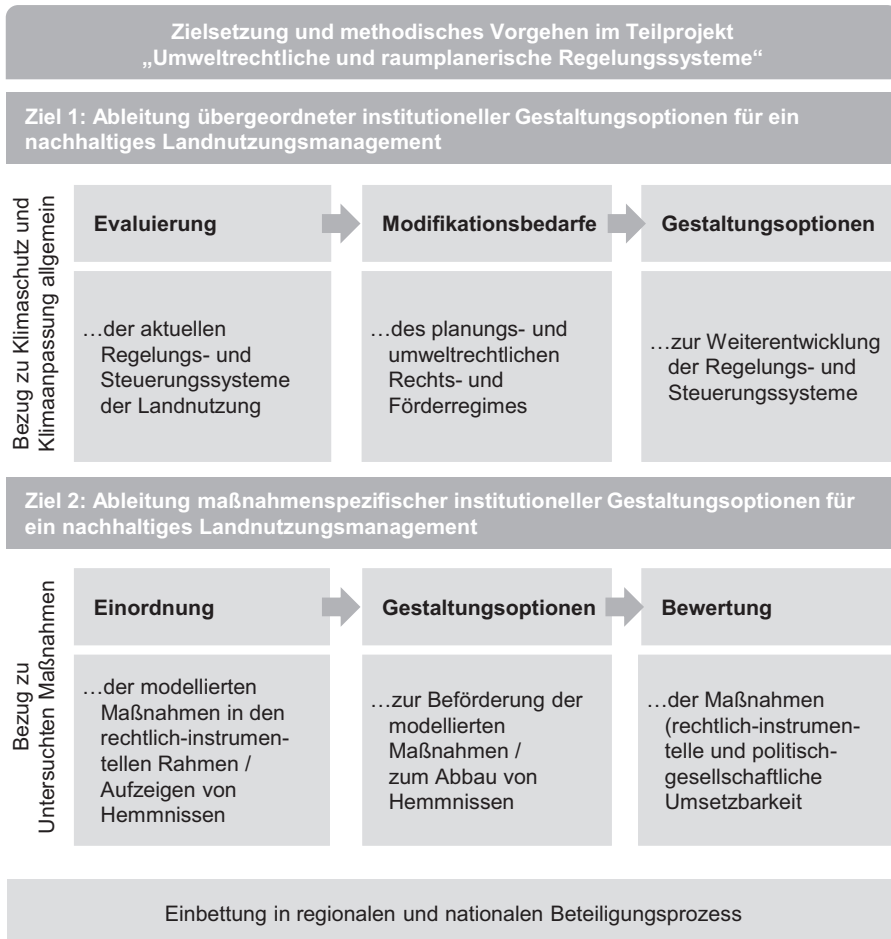 Zielsetzung und methodisches Vorgehen im Teilprojekt
„Umweltrechtliche und raumplanerische Regelungssysteme“
Ziel 1: Ableitung übergeordneter institutioneller Gestaltungsoptionen für ein
nachhaltiges Landnutzungsmanagement
Bezug zu Klimaschutz und
Klimaanpassung allgemein
Evaluierung
Modifikationsbedarfe
Gestaltungsoptionen
…der aktuellen
Regelungs- und
Steuerungssysteme
der Landnutzung
…des planungs- und
umweltrechtlichen
Rechts- und
Förderregimes
…zur Weiterentwicklung
der Regelungs- und
Steuerungssysteme
Ziel 2: Ableitung maßnahmenspezifischer institutioneller Gestaltungsoptionen für
ein nachhaltiges Landnutzungsmanagement
Bezug zu
Untersuchten Maßnahmen
Einordnung
Gestaltungsoptionen
Bewertung
…der modellierten
Maßnahmen in den
rechtlich-instrumen-
tellen Rahmen /
Aufzeigen von
Hemmnissen
…zur Beförderung der
modellierten
Maßnahmen /
zum Abbau von
Hemmnissen
…der Maßnahmen
(rechtlich-instrumen-
telle und politisch-
gesellschaftliche
Umsetzbarkeit
Einbettung in regionalen und nationalen Beteiligungsprozess